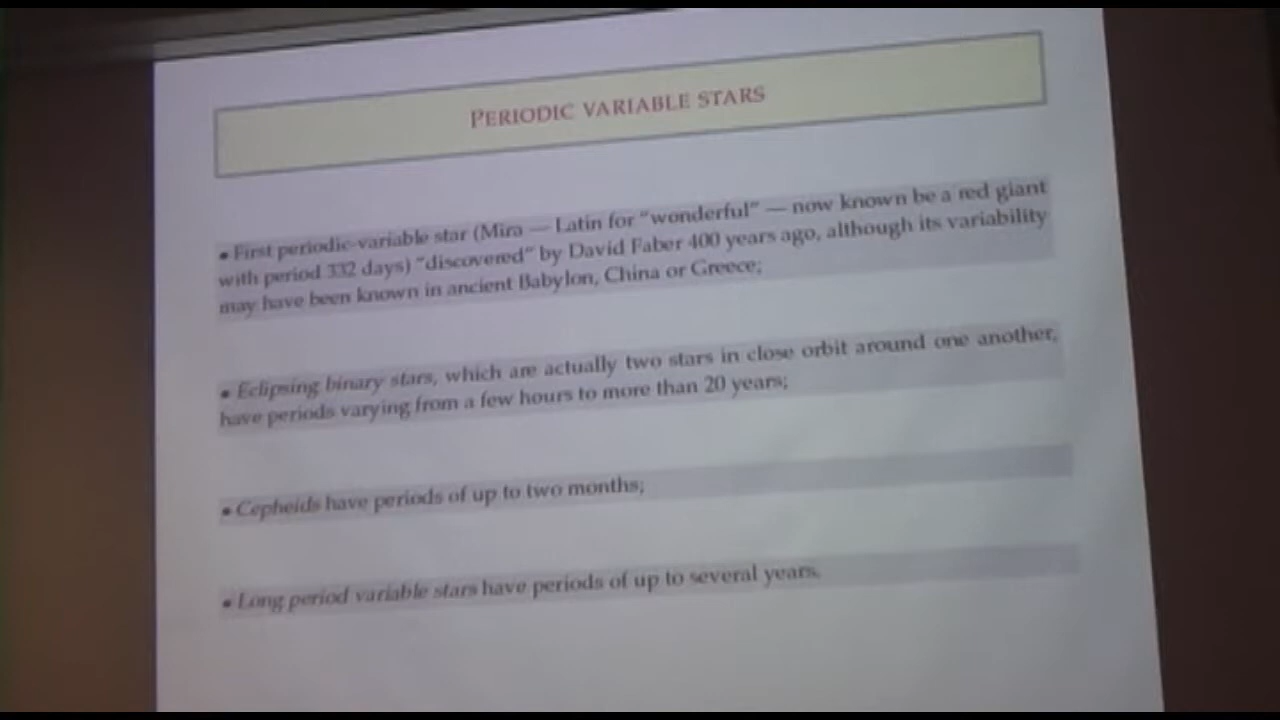 PERIODIC VARIABLE STARS
• First periodic-variable star (Mira — Latin for “wonderful” — now known be a red giant
with period 332 days) “discovered” by David Faber 400 years ago, although its variability
may have been known in ancient Babylon, China or Greece;
• Eclipsing binary stars, which are actually two stars in close orbit around one another,
have periods varying from a few hours to more than 20 years;
• Cepheids have periods of up to two months;
• Long period variable stars have periods of up to several years.